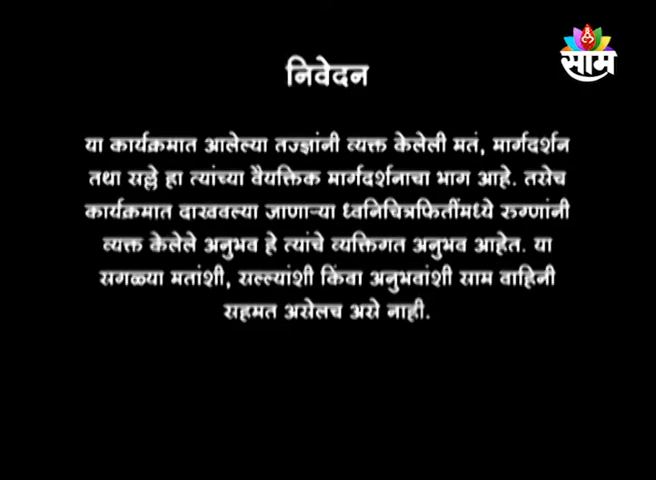 साम
निवेदन
या कार्यक्रमात आलेल्या तज्ज्ञांनी व्यक्त केलेली मतं, मार्गदर्शन
तथा सल्ले हा त्यांच्या वैयक्तिक मार्गदर्शनाचा भाग आहे. तसेच
कार्यक्रमात दाखवल्या जाणाऱ्या ध्वनिचित्रफितींमध्ये रुग्णांनी
व्यक्त केलेले अनुभव हे त्यांचे व्यक्तिगत अनुभव आहेत. या
सगळ्या मतांशी, सल्ल्यांशी किंवा अनुभवांशी साम वाहिनी
सहमत असेलच असे नाही.